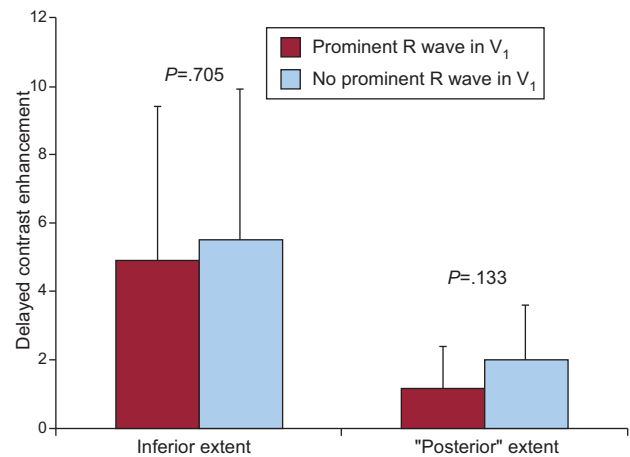 Prominent R wave in V1
No prominent R wave in V1
Delayed contrast enhancement
12
10
8
6
4
2
0
P=.705
P=.133
Inferior extent
"Posterior" extent